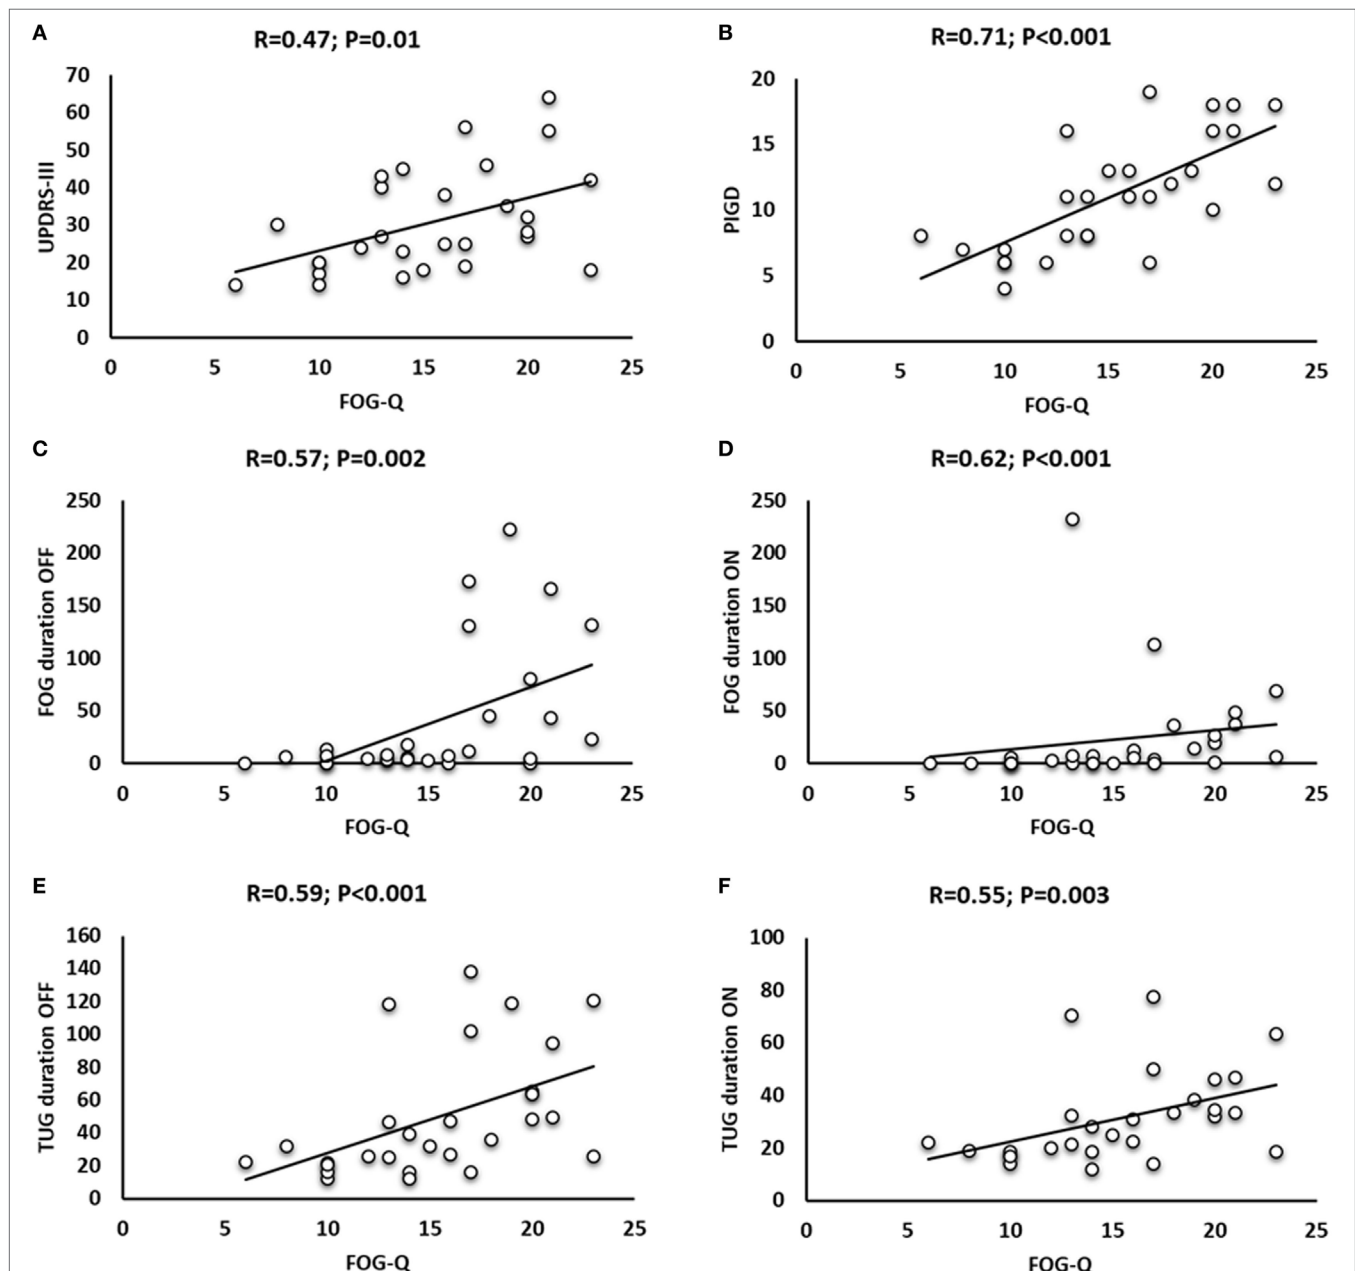 A
R=0.47; P=0.01
UPDRS-III
70
60
50
40
30
20
10
0
0 5 10 15 20 25
FOG-Q
B
R=0.71; P<0.001
PIGD
20
15
10
5
0
0 5 10 15 20 25
FOG-Q
C
R=0.57; P=0.002
FOG duration OFF
250
200
150
100
50
0
0 5 10 15 20 25
FOG-Q
D
R=0.62; P<0.001
FOG duration ON
250
200
150
100
50
0
0 5 10 15 20 25
FOG-Q
E
R=0.59; P<0.001
TUG duration OFF
160
140
120
100
80
60
40
20
0
0 5 10 15 20 25
FOG-Q
F
R=0.55; P=0.003
TUG duration ON
100
80
60
40
20
0
0 5 10 15 20 25
FOG-Q